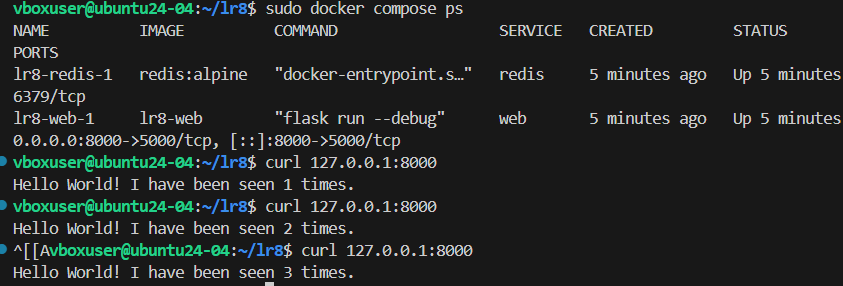 vboxuser@ubuntu24-04:~/lr8$ sudo docker compose ps
NAME IMAGE COMMAND SERVICE CREATED STATUS
PORTS
lr8-redis-1 redis:alpine "docker-entrypoint.s…" redis 5 minutes ago Up 5 minutes
6379/tcp
lr8-web-1 lr8-web "flask run --debug" web 5 minutes ago Up 5 minutes
0.0.0.0:8000->5000/tcp, [::]:8000->5000/tcp
vboxuser@ubuntu24-04:~/lr8$ curl 127.0.0.1:8000
Hello World! I have been seen 1 times.
vboxuser@ubuntu24-04:~/lr8$ curl 127.0.0.1:8000
Hello World! I have been seen 2 times.
^[[Avboxuser@ubuntu24-04:~/lr8$ curl 127.0.0.1:8000
Hello World! I have been seen 3 times.